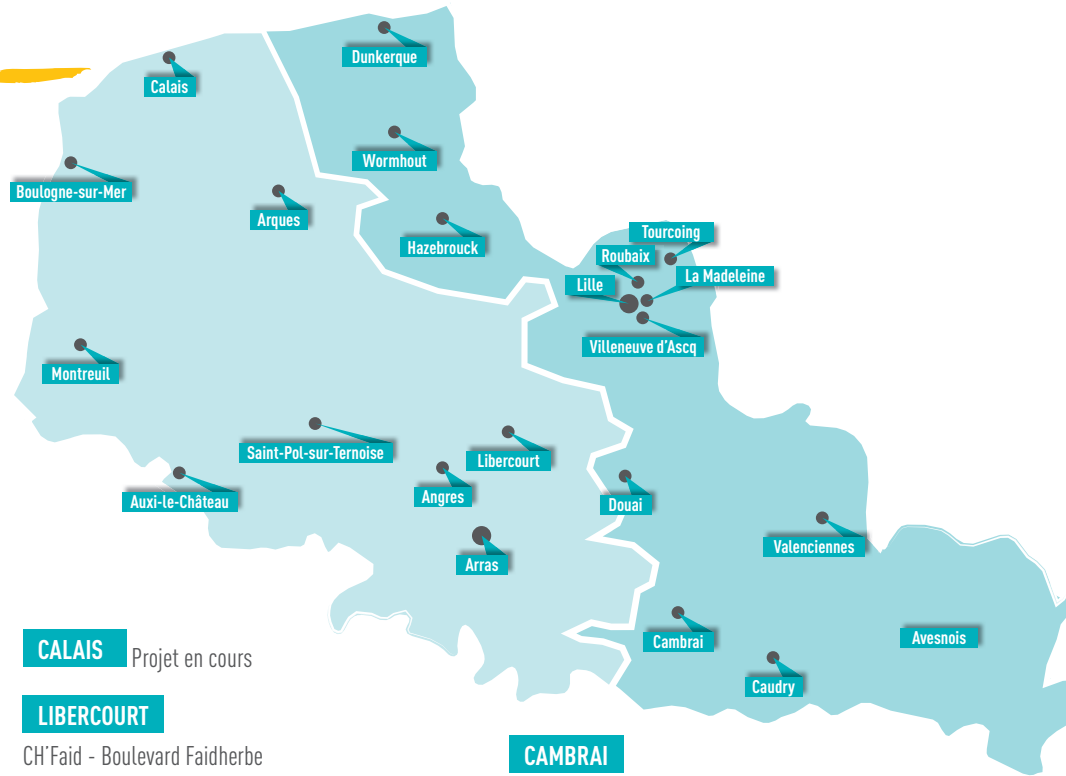 Dunkerque
Calais
Wormhout
Boulogne-sur-Mer
Arques
Hazebrouck
Tourcoing
Roubaix
La Madeleine
Lille
Villeneuve d'Ascq
Montreuil
Saint-Pol-sur-Ternoise
Libercourt
Auxi-le-Château
Angres
Douai
Valenciennes
Arras
Cambrai
Avesnois
Caudry
CALAIS Projet en cours
LIBERCOURT
CH'Faid - Boulevard Faidherbe
CAMBRAI